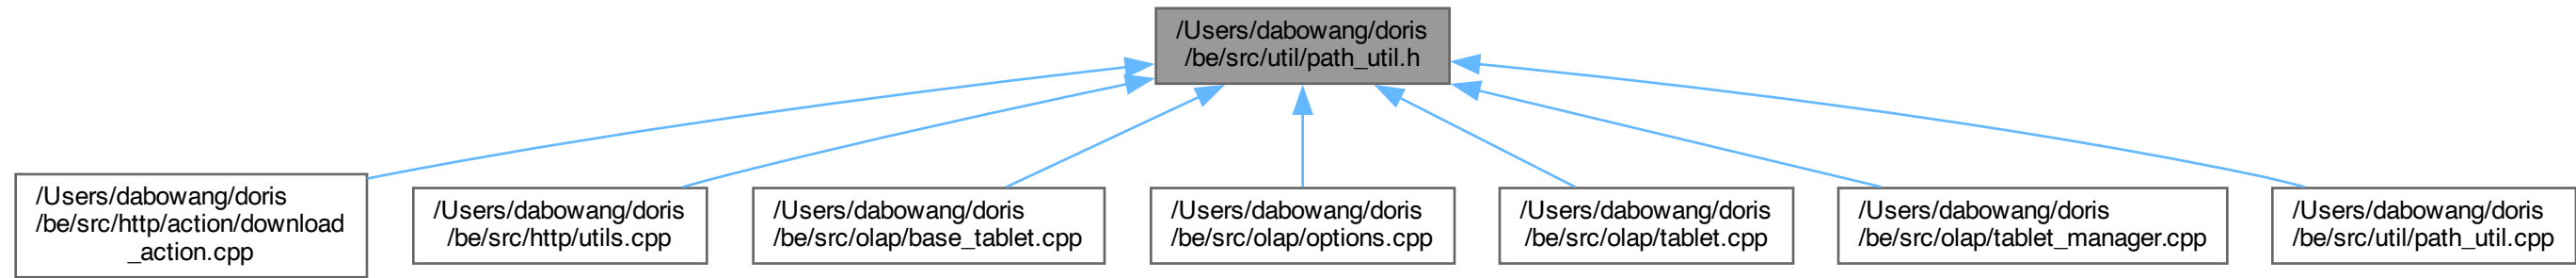 /Users/dabowang/doris
/be/src/util/path_util.h
/Users/dabowang/doris
/be/src/http/action/download
_action.cpp
/Users/dabowang/doris
/be/src/http/utils.cpp
/Users/dabowang/doris
/be/src/olap/base_tablet.cpp
/Users/dabowang/doris
/be/src/olap/options.cpp
/Users/dabowang/doris
/be/src/olap/tablet.cpp
/Users/dabowang/doris
/be/src/olap/tablet_manager.cpp
/Users/dabowang/doris
/be/src/util/path_util.cpp